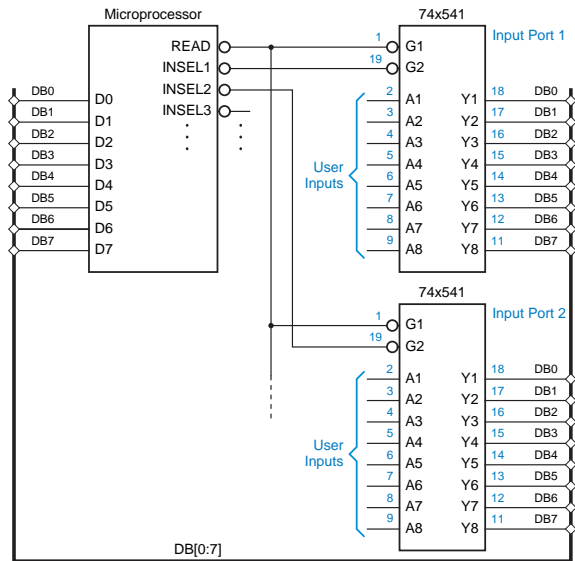 Microprocessor
READ
INSEL1
INSEL2
INSEL3
DB0
DB1
DB2
DB3
DB4
DB5
DB6
DB7
D0
D1
D2
D3
D4
D5
D6
D7
74x541
Input Port 1
1
19
G1
G2
User
Inputs
2
3
4
5
6
7
8
9
A1
A2
A3
A4
A5
A6
A7
A8
Y1
Y2
Y3
Y4
Y5
Y6
Y7
Y8
18
17
16
15
14
13
12
11
DB0
DB1
DB2
DB3
DB4
DB5
DB6
DB7
74x541
Input Port 2
1
19
G1
G2
User
Inputs
2
3
4
5
6
7
8
9
A1
A2
A3
A4
A5
A6
A7
A8
Y1
Y2
Y3
Y4
Y5
Y6
Y7
Y8
18
17
16
15
14
13
12
11
DB0
DB1
DB2
DB3
DB4
DB5
DB6
DB7
DB[0:7]